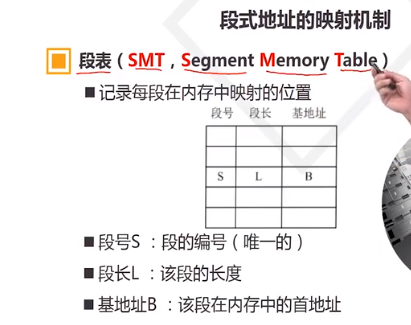 段式地址的映射机制
段表（SMT，Segment Memory Table）
记录每段在内存中映射的位置
段号 段长 基地址
S L B
段号S ：段的编号（唯一的）
段长L ：该段的长度
基地址B ：该段在内存中的首地址